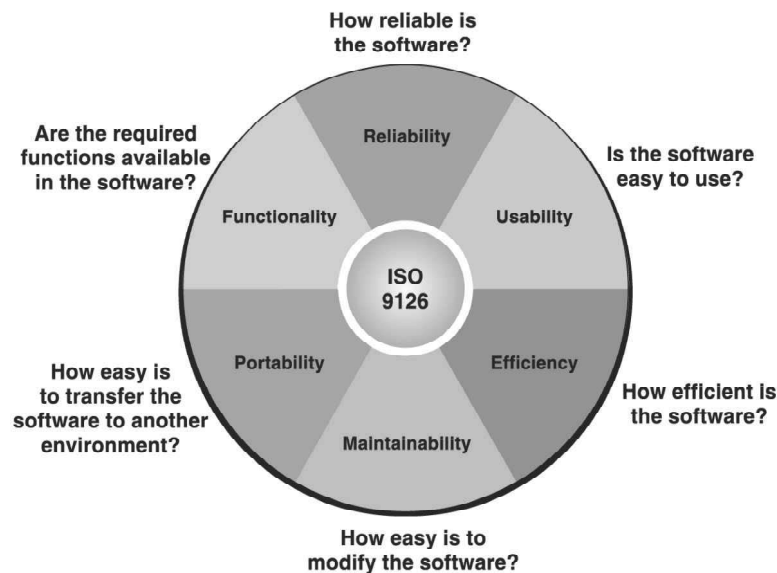 How reliable is
the software?
Reliability
Is the software
easy to use?
Usability
Efficiency
How efficient is
the software?
Maintainability
How easy is to
modify the software?
Portability
How easy is
to transfer the
software to another
environment?
Functionality
Are the required
functions available
in the software?
ISO
9126